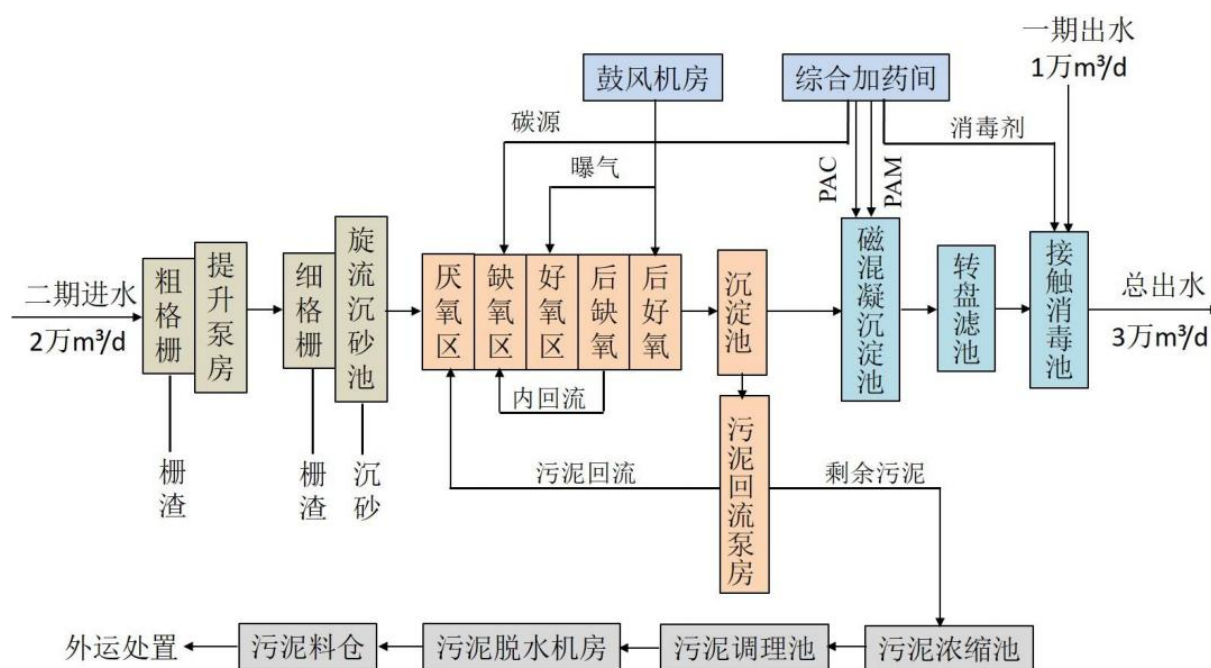 一期出水
1万m³/d
鼓风机房
综合加药间
碳源
消毒剂
曝气
PAC
PAM
二期进水
2万m³/d
粗格栅
提升泵房
细格栅
旋流沉砂池
厌氧区
缺氧区
好氧区
后缺氧
后好氧
沉淀池
磁混凝沉淀池
转盘滤池
接触消毒池
总出水
3万m³/d
内回流
栅渣
栅渣
沉砂
污泥回流
污泥回流泵房
剩余污泥
外运处置
污泥料仓
污泥脱水机房
污泥调理池
污泥浓缩池